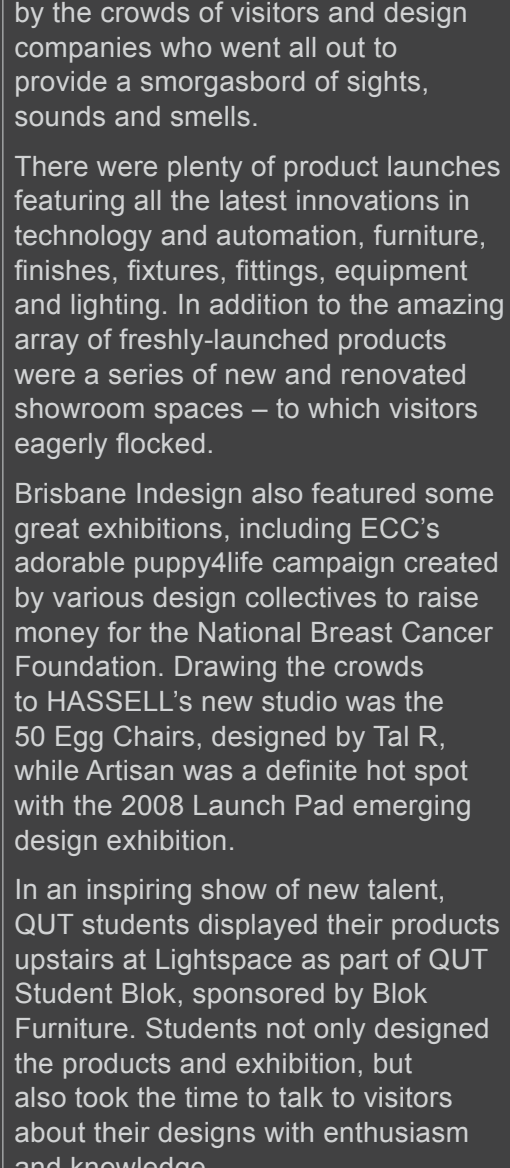 by the crowds of visitors and design
companies who went all out to
provide a smorgasbord of sights,
sounds and smells.
There were plenty of product launches
featuring all the latest innovations in
technology and automation, furniture,
finishes, fixtures, fittings, equipment
and lighting. In addition to the amazing
array of freshly-launched products
were a series of new and renovated
showroom spaces – to which visitors
eagerly flocked.
Brisbane Indesign also featured some
great exhibitions, including ECC’s
adorable puppy4life campaign created
by various design collectives to raise
money for the National Breast Cancer
Foundation. Drawing the crowds
to HASSELL’s new studio was the
50 Egg Chairs, designed by Tal R,
while Artisan was a definite hot spot
with the 2008 Launch Pad emerging
design exhibition.
In an inspiring show of new talent,
QUT students displayed their products
upstairs at Lightspace as part of QUT
Student Blok, sponsored by Blok
Furniture. Students not only designed
the products and exhibition, but
also took the time to talk to visitors
about their designs with enthusiasm
and knowledge